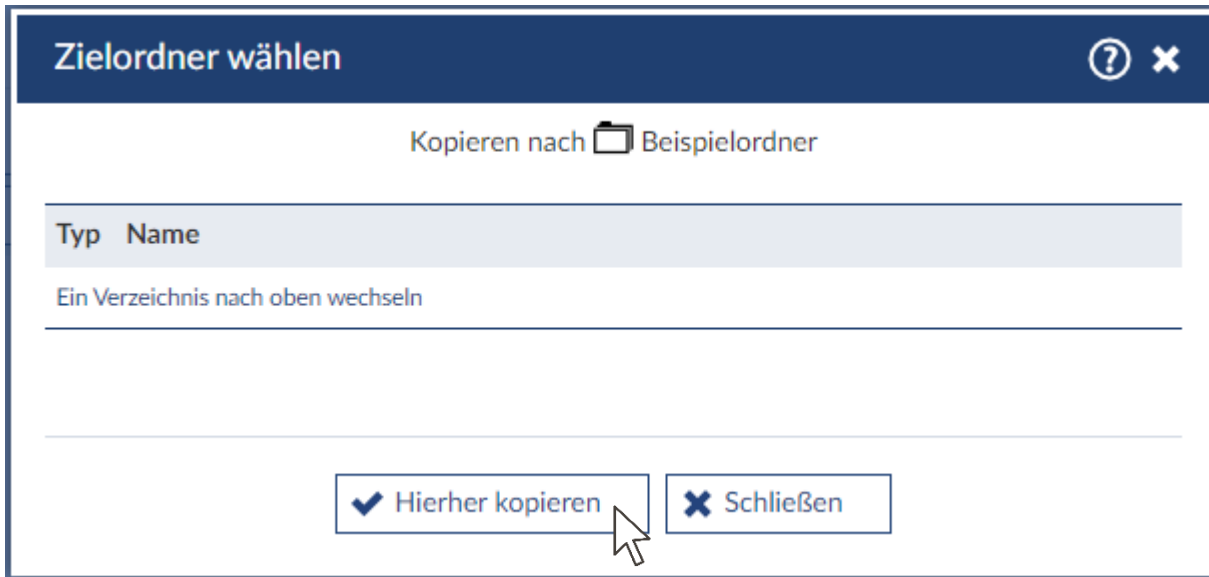 Zielordner wählen
Kopieren nach Beispielordner
Typ Name
Ein Verzeichnis nach oben wechseln
Hierher kopieren Schließen